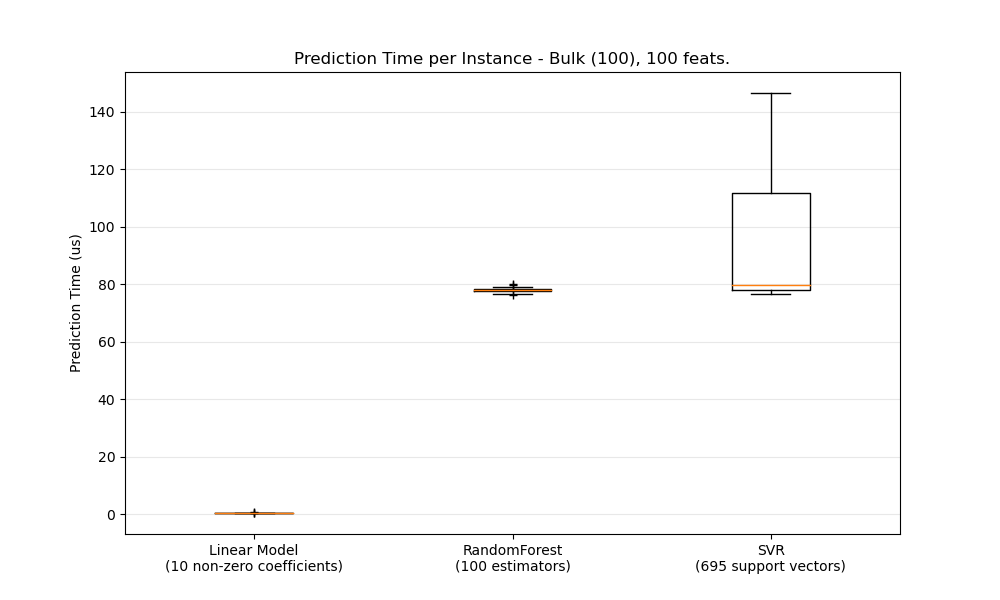 Prediction Time per Instance - Bulk (100), 100 feats.
Prediction Time (us)
140
120
100
80
60
40
20
0
Linear Model
(10 non-zero coefficients)
RandomForest
(100 estimators)
SVR
(695 support vectors)